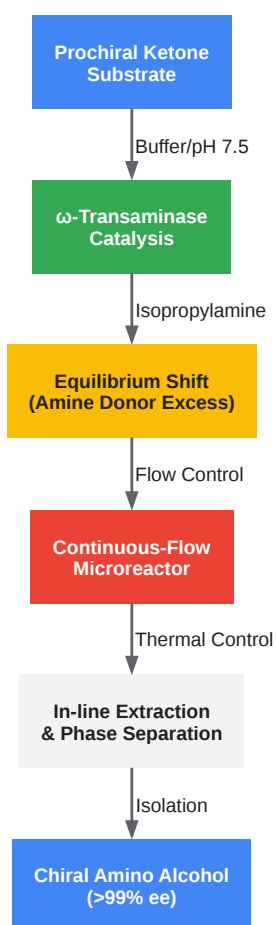 Prochiral Ketone
Substrate
Buffer/pH 7.5
ω-Transaminase
Catalysis
Isopropylamine
Equilibrium Shift
(Amine Donor Excess)
Flow Control
Continuous-Flow
Microreactor
Thermal Control
In-line Extraction
& Phase Separation
Isolation
Chiral Amino Alcohol
(>99% ee)